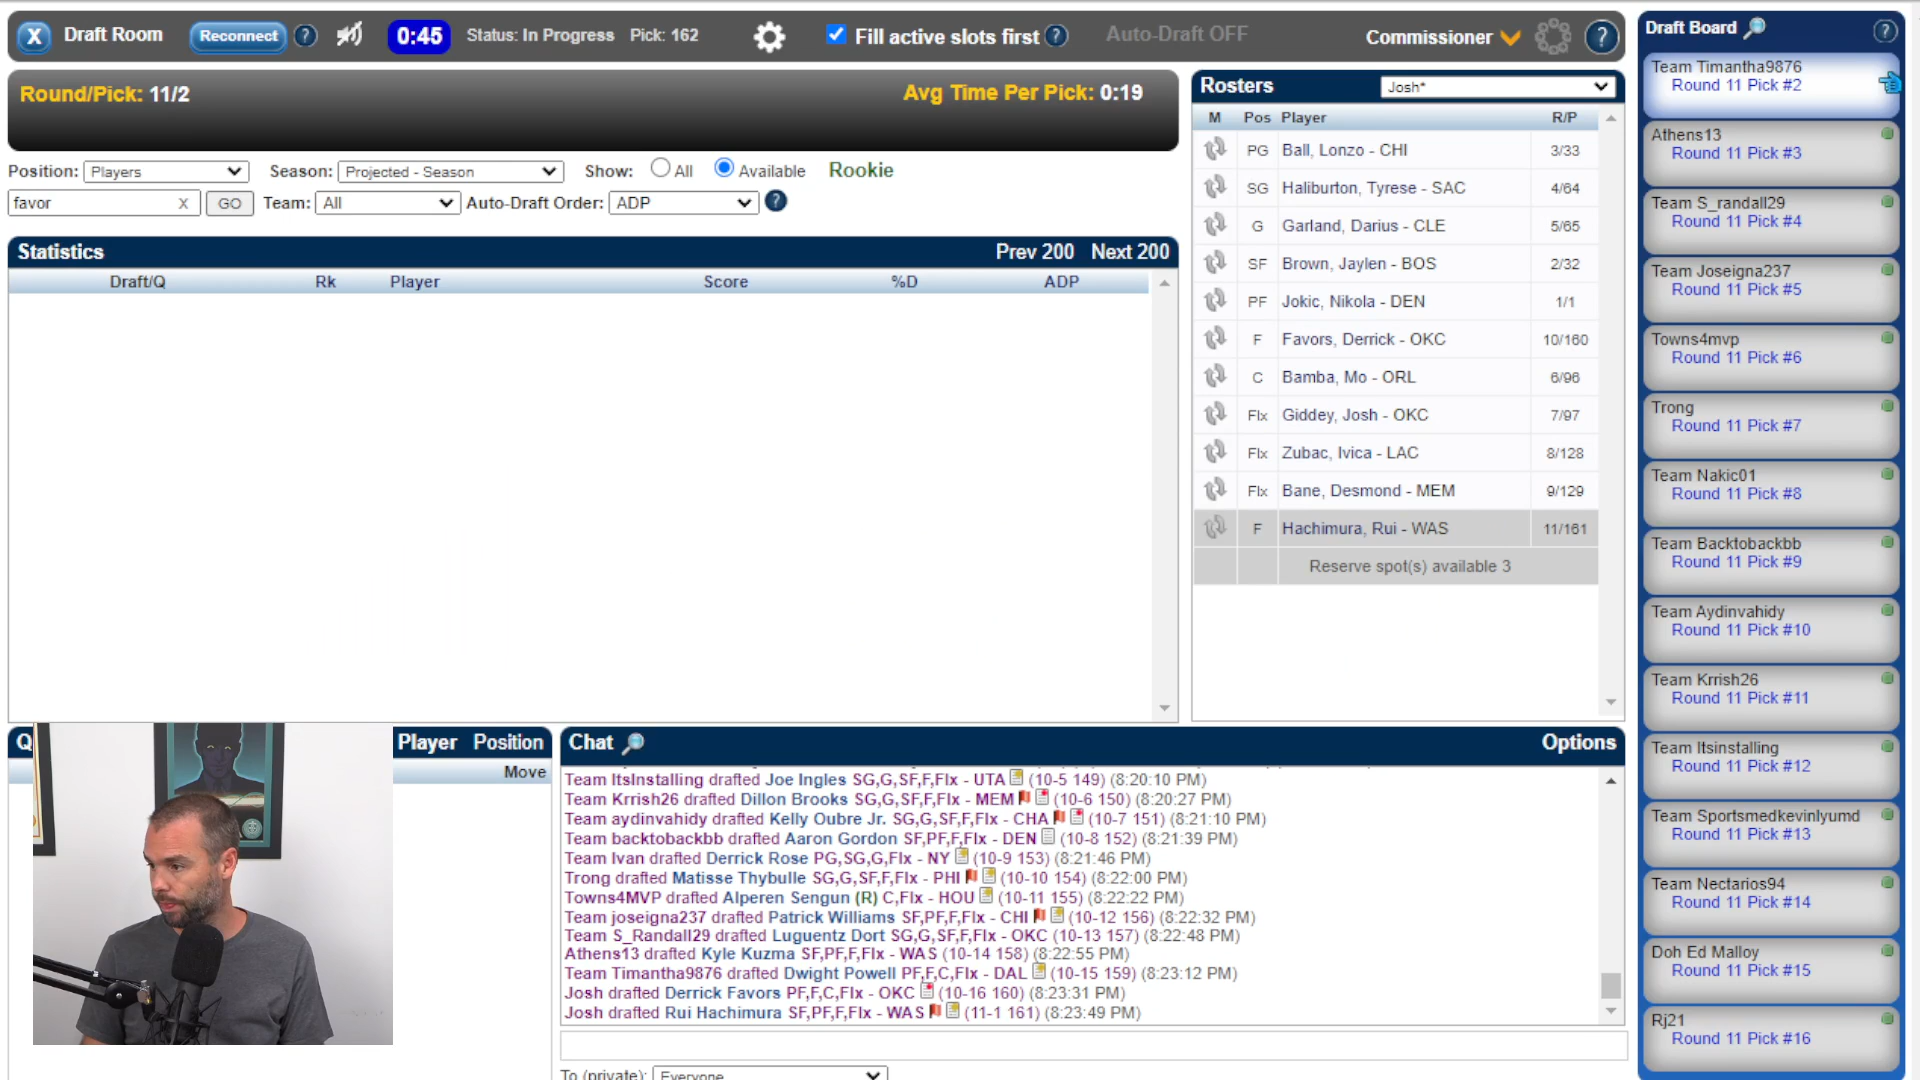 X Draft Room Reconnect ? 0:45 Status: In Progress Pick: 162 Fill active slots first ? Auto-Draft OFF Commissioner ?
Round/Pick: 11/2 Avg Time Per Pick: 0:19
Position: Players Season: Projected - Season Show: All Available Rookie
favor x GO Team: All Auto-Draft Order: ADP ?
Statistics Prev 200 Next 200
Draft/Q Rk Player Score %D ADP
Rosters Josh*
M Pos Player R/P
PG Ball, Lonzo - CHI 3/33
SG Haliburton, Tyrese - SAC 4/64
G Garland, Darius - CLE 5/65
SF Brown, Jaylen - BOS 2/32
PF Jokic, Nikola - DEN 1/1
F Favors, Derrick - OKC 10/160
C Bamba, Mo - ORL 6/96
Flx Giddey, Josh - OKC 7/97
Flx Zubac, Ivica - LAC 8/128
Flx Bane, Desmond - MEM 9/129
F Hachimura, Rui - WAS 11/161
Reserve spot(s) available 3
Q Player Position
Move
Chat Options
Team ItsInstalling drafted Joe Ingles SG,G,SF,F,Flx - UTA (10-5 149) (8:20:10 PM)
Team Krrish26 drafted Dillon Brooks SG,G,SF,F,Flx - MEM (10-6 150) (8:20:27 PM)
Team aydinvahidy drafted Kelly Oubre Jr. SG,G,SF,F,Flx - CHA (10-7 151) (8:21:10 PM)
Team backtobackbb drafted Aaron Gordon SF,PF,F,Flx - DEN (10-8 152) (8:21:39 PM)
Team Ivan drafted Derrick Rose PG,SG,G,Flx - NY (10-9 153) (8:21:46 PM)
Trong drafted Matisse Thybulle SG,G,SF,F,Flx - PHI (10-10 154) (8:22:00 PM)
Towns4MVP drafted Alperen Sengun (R) C,Flx - HOU (10-11 155) (8:22:22 PM)
Team joseigna237 drafted Patrick Williams SF,PF,F,Flx - CHI (10-12 156) (8:22:32 PM)
Team S_Randall29 drafted Luguentz Dort SG,G,SF,F,Flx - OKC (10-13 157) (8:22:48 PM)
Athens13 drafted Kyle Kuzma SF,PF,F,Flx - WAS (10-14 158) (8:22:55 PM)
Team Timantha9876 drafted Dwight Powell PF,F,C,Flx - DAL (10-15 159) (8:23:12 PM)
Josh drafted Derrick Favors PF,F,C,Flx - OKC (10-16 160) (8:23:31 PM)
Josh drafted Rui Hachimura SF,PF,F,Flx - WAS (11-1 161) (8:23:49 PM)
To (private): Everyone
Draft Board ?
Team Timantha9876
Round 11 Pick #2
Athens13
Round 11 Pick #3
Team S_randall29
Round 11 Pick #4
Team Joseigna237
Round 11 Pick #5
Towns4mvp
Round 11 Pick #6
Trong
Round 11 Pick #7
Team Nakic01
Round 11 Pick #8
Team Backtobackbb
Round 11 Pick #9
Team Aydinvahidy
Round 11 Pick #10
Team Krrish26
Round 11 Pick #11
Team Itsinstalling
Round 11 Pick #12
Team Sportsmedkevinlyumd
Round 11 Pick #13
Team Nectarios94
Round 11 Pick #14
Doh Ed Malloy
Round 11 Pick #15
Rj21
Round 11 Pick #16